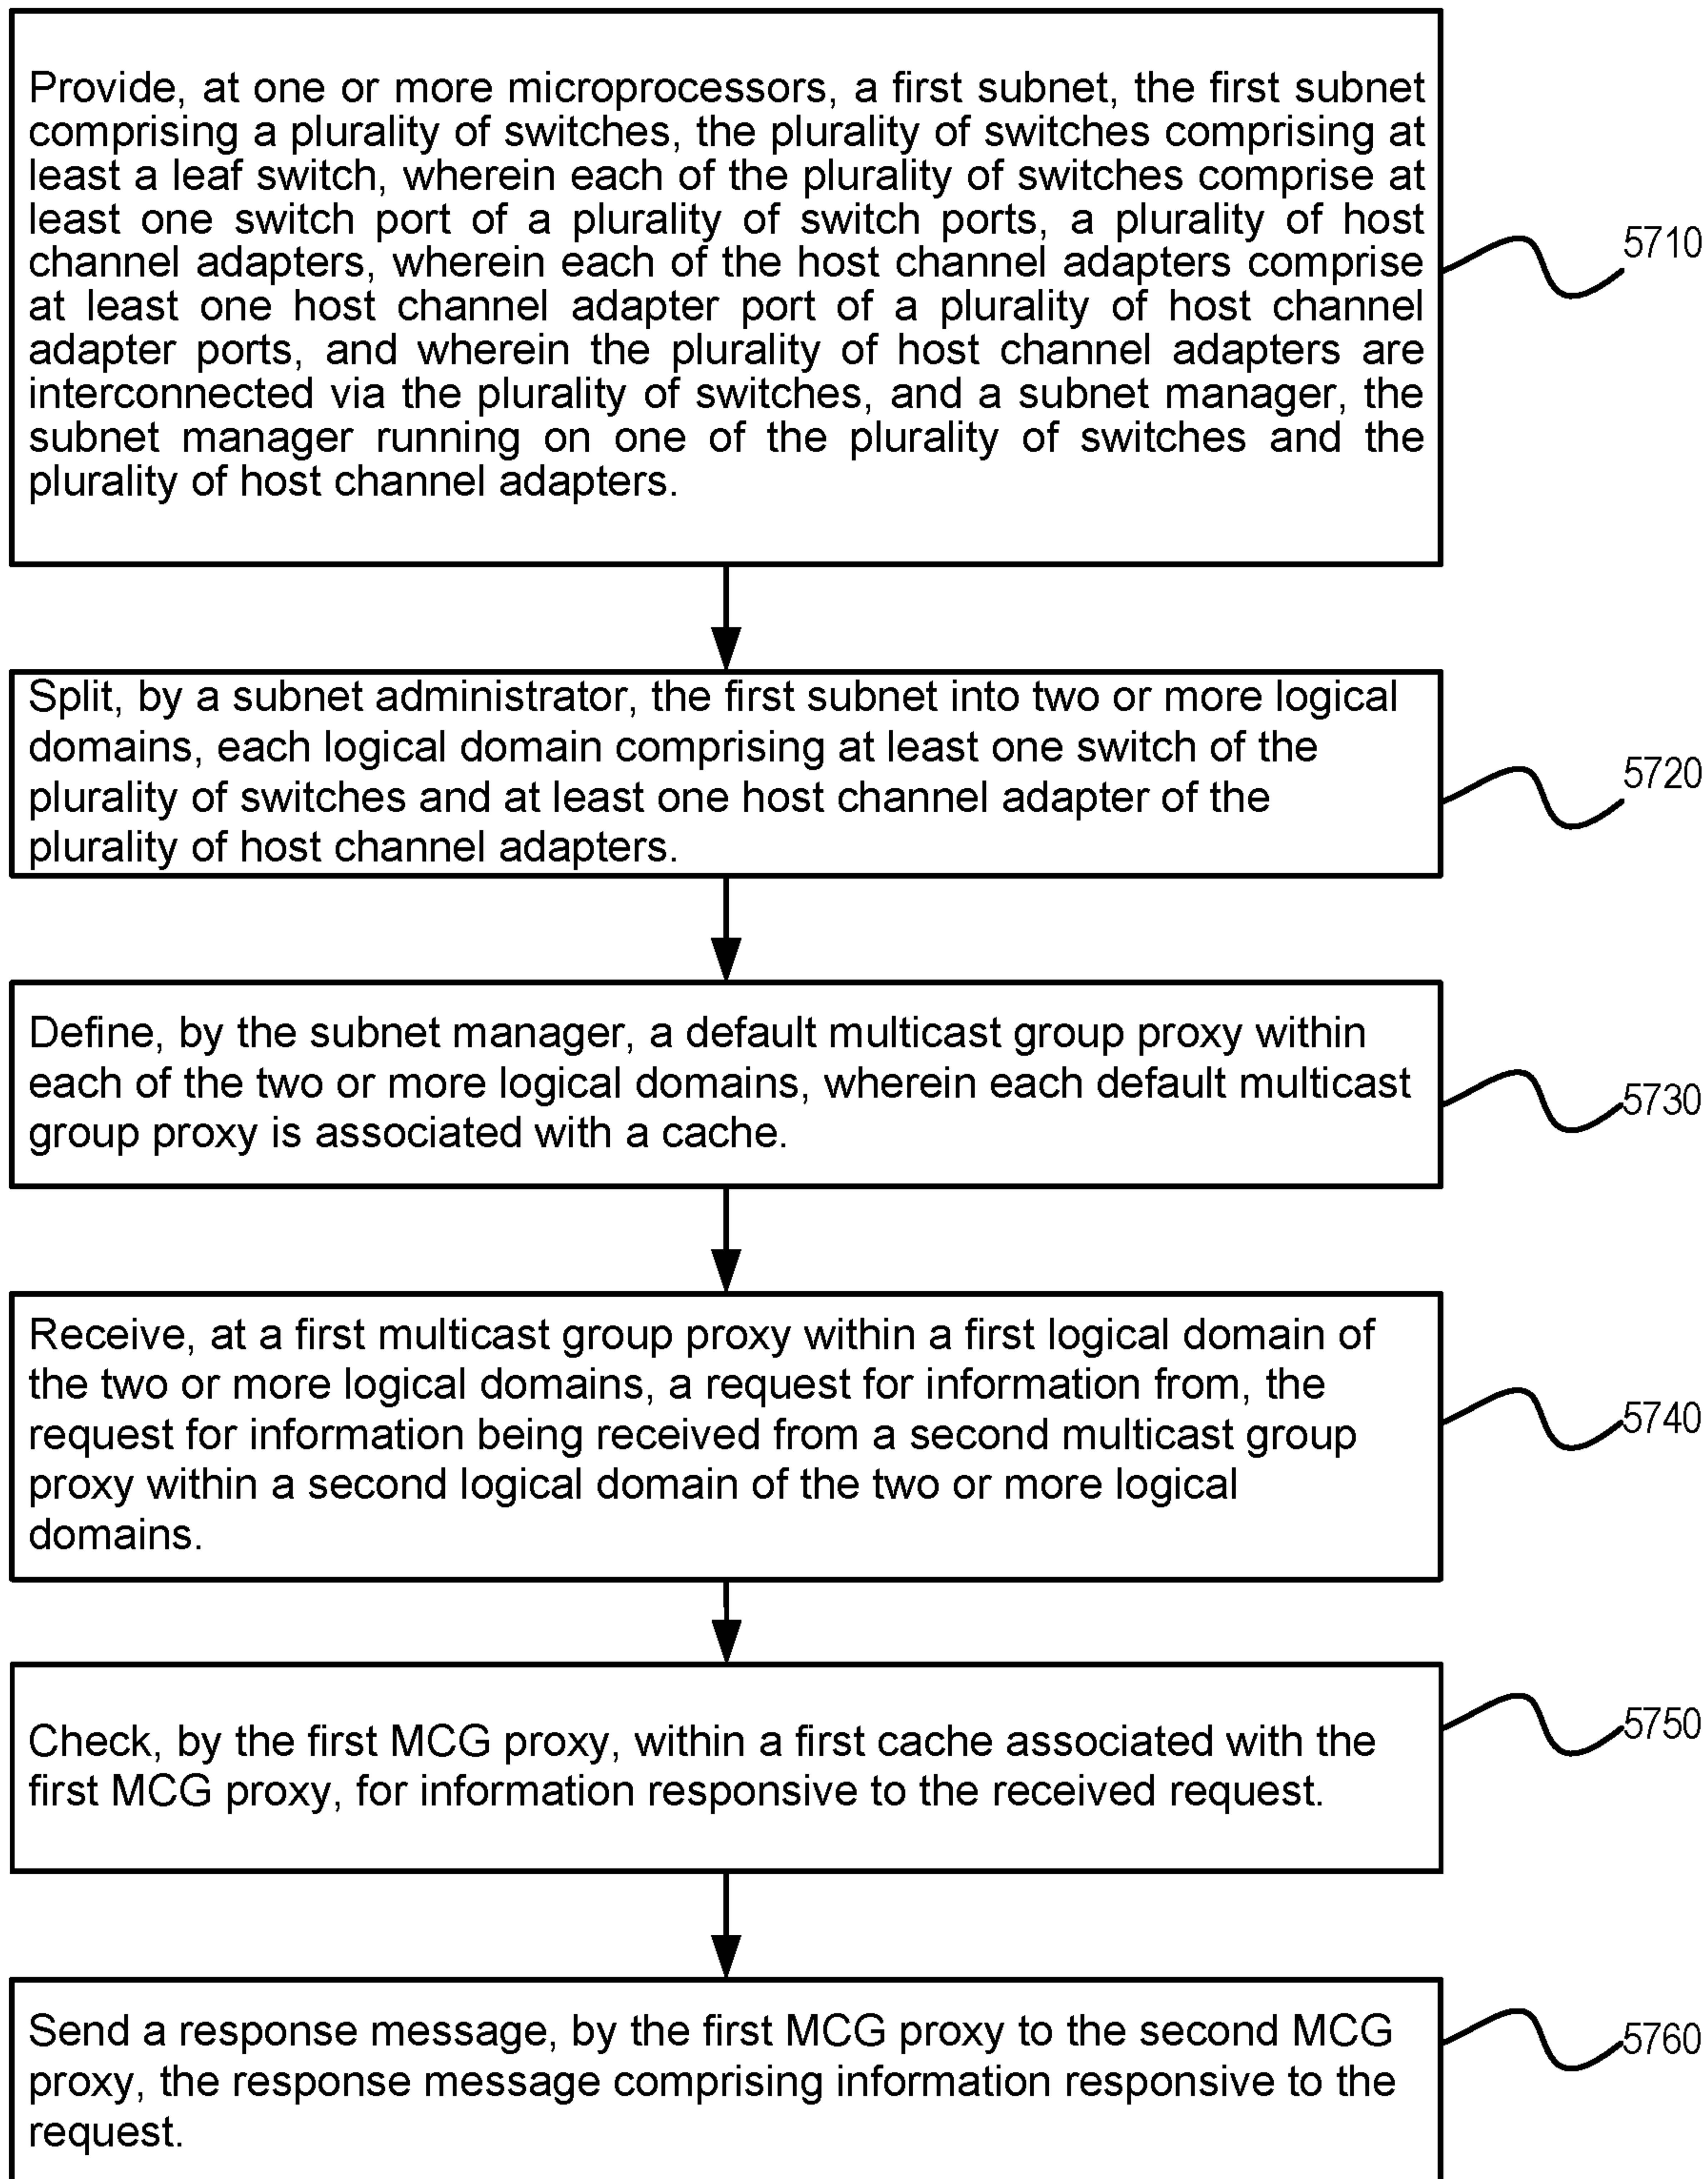 Provide, at one or more microprocessors, a first subnet, the first subnet
comprising a plurality of switches, the plurality of switches comprising at
least a leaf switch, wherein each of the plurality of switches comprise at
least one switch port of a plurality of switch ports, a plurality of host
channel adapters, wherein each of the host channel adapters comprise
at least one host channel adapter port of a plurality of host channel
adapter ports, and wherein the plurality of host channel adapters are
interconnected via the plurality of switches, and a subnet manager, the
subnet manager running on one of the plurality of switches and the
plurality of host channel adapters.
5710
Split, by a subnet administrator, the first subnet into two or more logical
domains, each logical domain comprising at least one switch of the
plurality of switches and at least one host channel adapter of the
plurality of host channel adapters.
5720
Define, by the subnet manager, a default multicast group proxy within
each of the two or more logical domains, wherein each default multicast
group proxy is associated with a cache.
5730
Receive, at a first multicast group proxy within a first logical domain of
the two or more logical domains, a request for information from, the
request for information being received from a second multicast group
proxy within a second logical domain of the two or more logical
domains.
5740
Check, by the first MCG proxy, within a first cache associated with the
first MCG proxy, for information responsive to the received request.
5750
Send a response message, by the first MCG proxy to the second MCG
proxy, the response message comprising information responsive to the
request.
5760